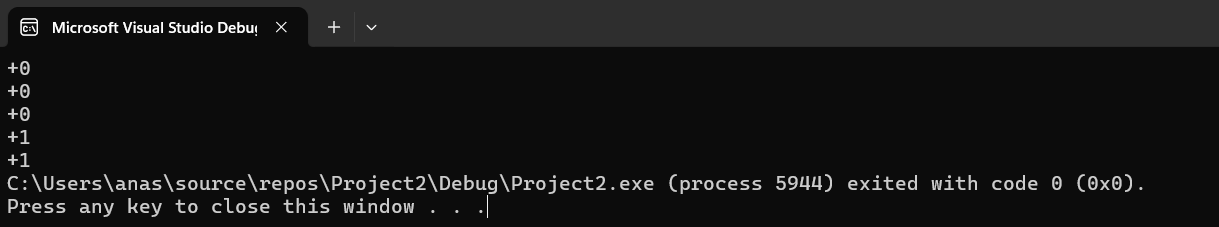 Microsoft Visual Studio Debu
+0
+0
+0
+1
+1
C:\Users\anas\source\repos\Project2\Debug\Project2.exe (process 5944) exited with code 0 (0x0).
Press any key to close this window . . .